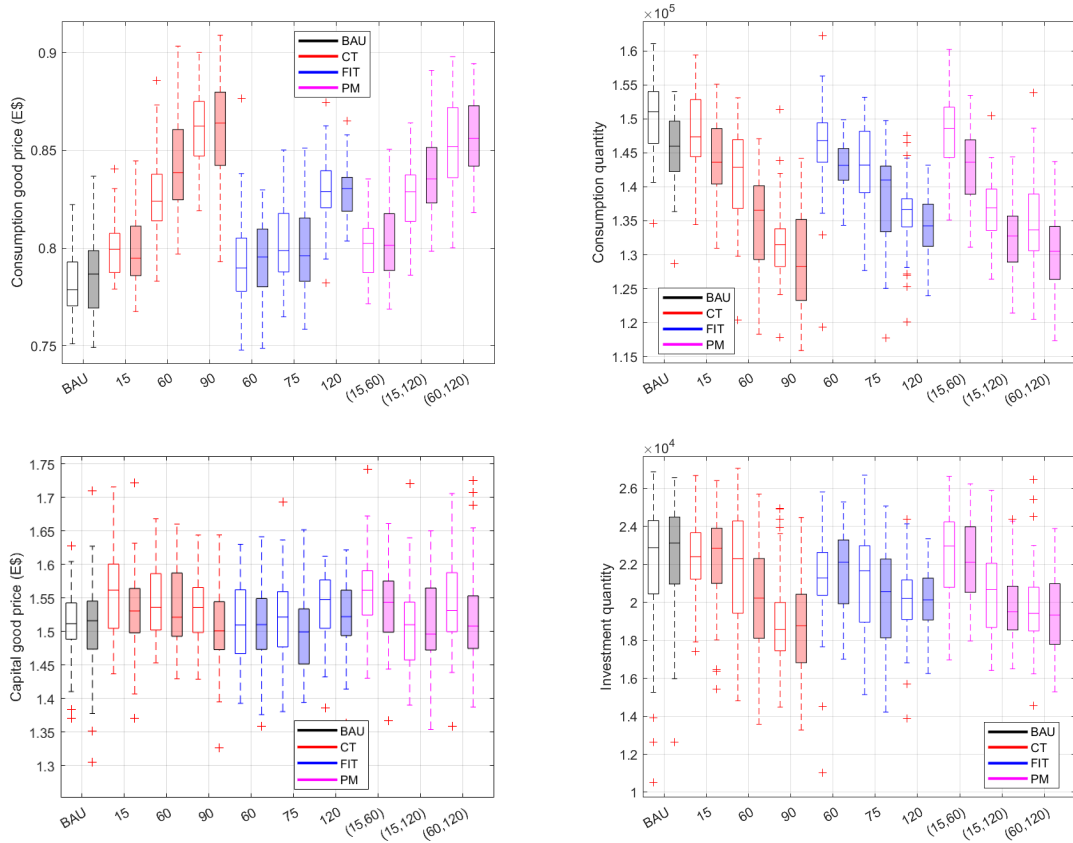 Consumption good price (E$)
0.9
0.85
0.8
0.75
BAU
CT
FIT
PM
BAU 15 60 90 60 75 120 (15,60) (15,120) (60,120)
×10⁵
Consumption quantity
1.6
1.55
1.5
1.45
1.4
1.35
1.3
1.25
1.2
1.15
BAU
CT
FIT
PM
BAU 15 60 90 60 75 120 (15,60) (15,120) (60,120)
Capital good price (E$)
1.75
1.7
1.65
1.6
1.55
1.5
1.45
1.4
1.35
1.3
BAU
CT
FIT
PM
BAU 15 60 90 60 75 120 (15,60) (15,120) (60,120)
×10⁴
Investment quantity
2.6
2.4
2.2
2
1.8
1.6
1.4
1.2
1
BAU
CT
FIT
PM
BAU 15 60 90 60 75 120 (15,60) (15,120) (60,120)